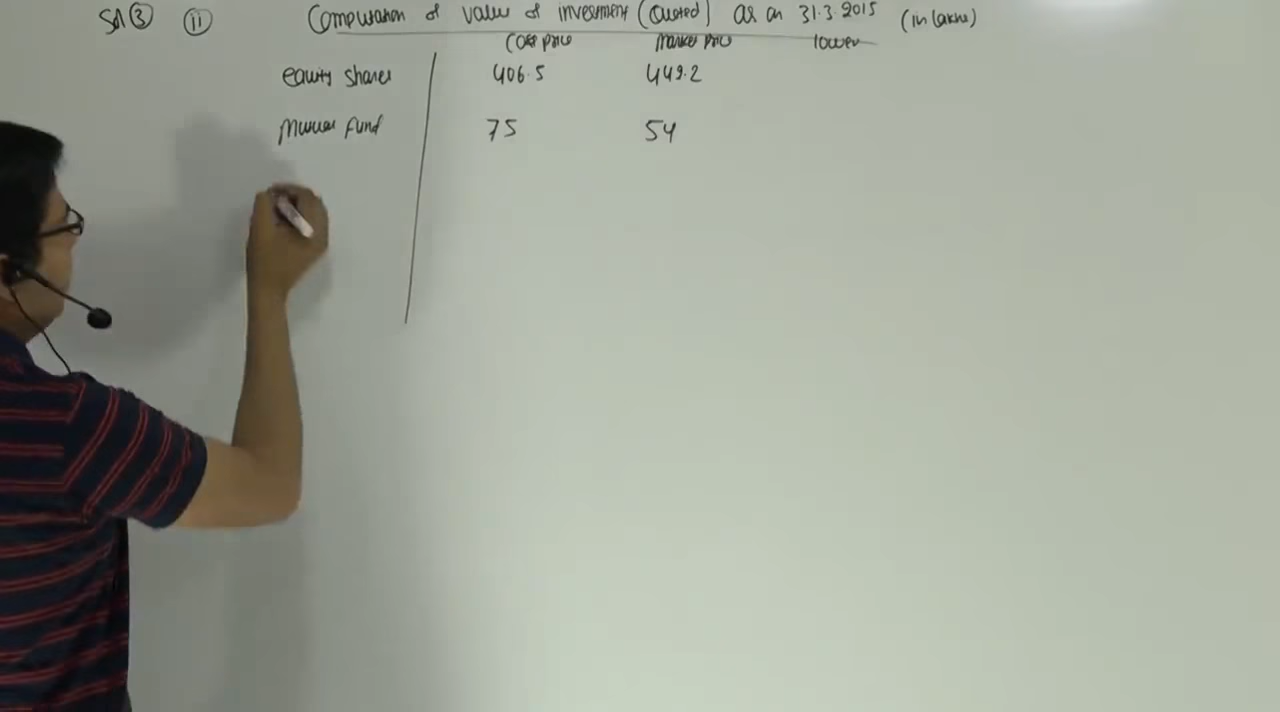 SN ③ ⑪ Computation of value of investment (Quoted) as on 31.3.2015 (in lakhs)
Cost price Market price lower
equity shares 406.5 449.2
Mutual fund 75 54